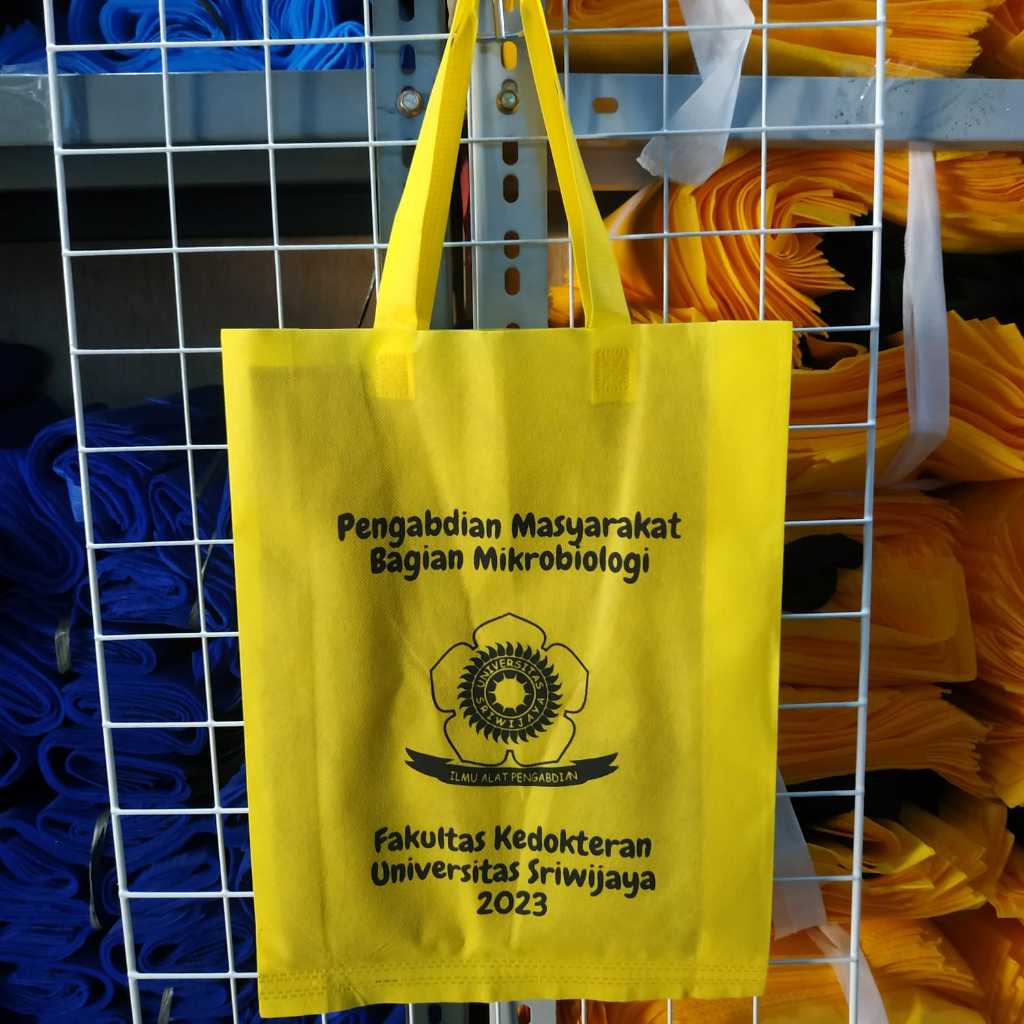 Pengabdian Masyarakat
Bagian Mikrobiologi
UNIVERSITAS
SRIWIJAYA
ILMU ALAT PENGABDIAN
Fakultas Kedokteran
Universitas Sriwijaya
2023